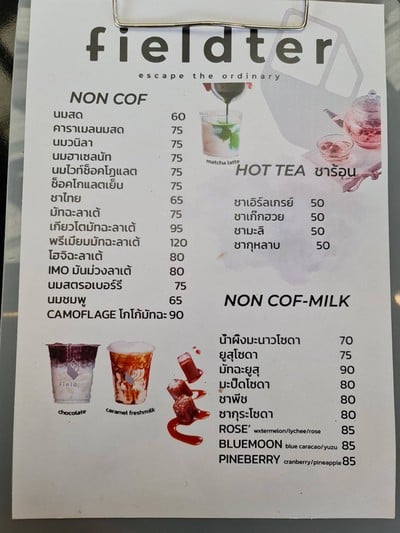 fieldter
escape the ordinary
NON COF
นมสด 60
คาราเมลนมสด 75
นมวนิลา 75
นมฮาเซลนัท 75
นมไวท์ช็อคโกแลต 75
ช็อคโกแลตเย็น 75
ชาไทย 65
มัทฉะลาเต้ 75
เกียวโตมัทฉะลาเต้ 95
พรีเมียมมัทฉะลาเต้ 120
โฮจิฉะลาเต้ 80
IMO มันม่วงลาเต้ 80
นมสตรอเบอร์รี่ 75
นมชมพู 65
CAMOFLAGE โกโก้มัทฉะ 90
chocolate
caramel freshmilk
matcha latte
HOT TEA ชาร้อน
ชาเอิร์ลเกรย์ 50
ชาเก๊กฮวย 50
ชามะลิ 50
ชากุหลาบ 50
NON COF-MILK
น้ำผึ้งมะนาวโซดา 70
ยูสุโซดา 75
มัทฉะยูสุ 90
มะปี๊ดโซดา 80
ชาพีช 80
ซากุระโซดา 80
ROSE' wxtermelon/lychee/rose 85
BLUEMOON blue caracao/yuzu 85
PINEBERRY cranberry/pineapple 85